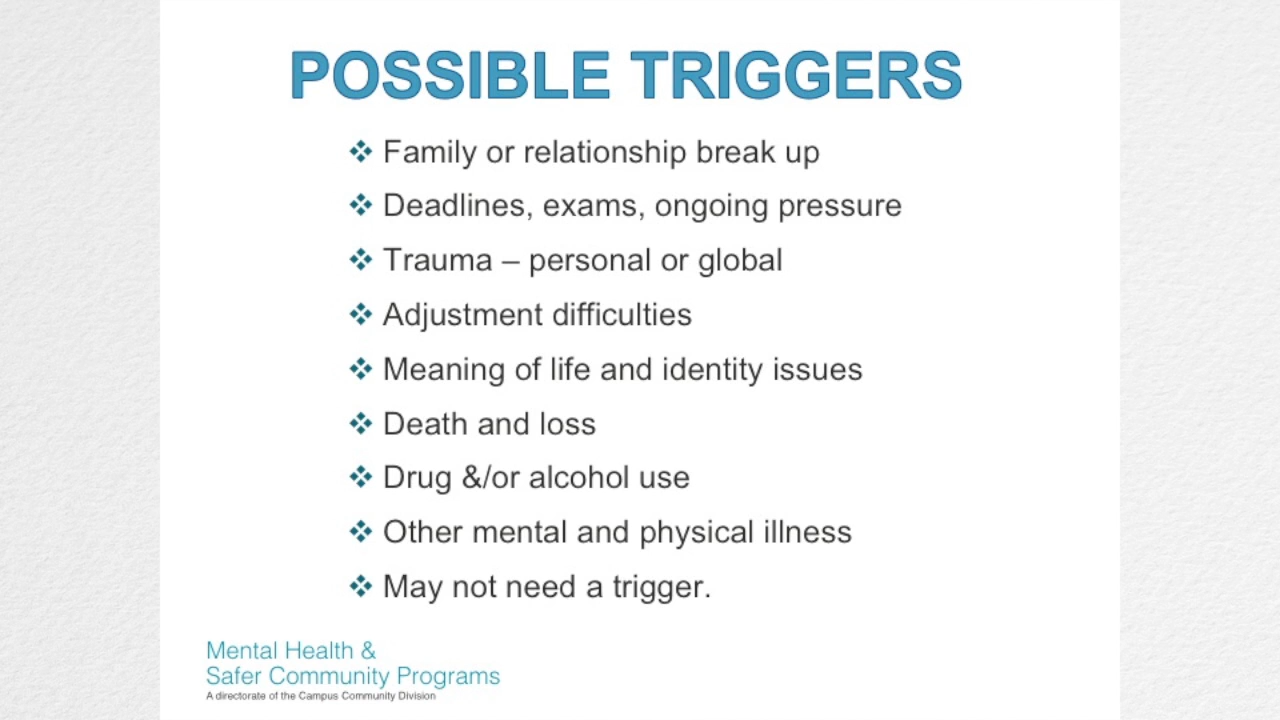 POSSIBLE TRIGGERS
❖ Family or relationship break up
❖ Deadlines, exams, ongoing pressure
❖ Trauma – personal or global
❖ Adjustment difficulties
❖ Meaning of life and identity issues
❖ Death and loss
❖ Drug &/or alcohol use
❖ Other mental and physical illness
❖ May not need a trigger.
Mental Health &
Safer Community Programs
A directorate of the Campus Community Division